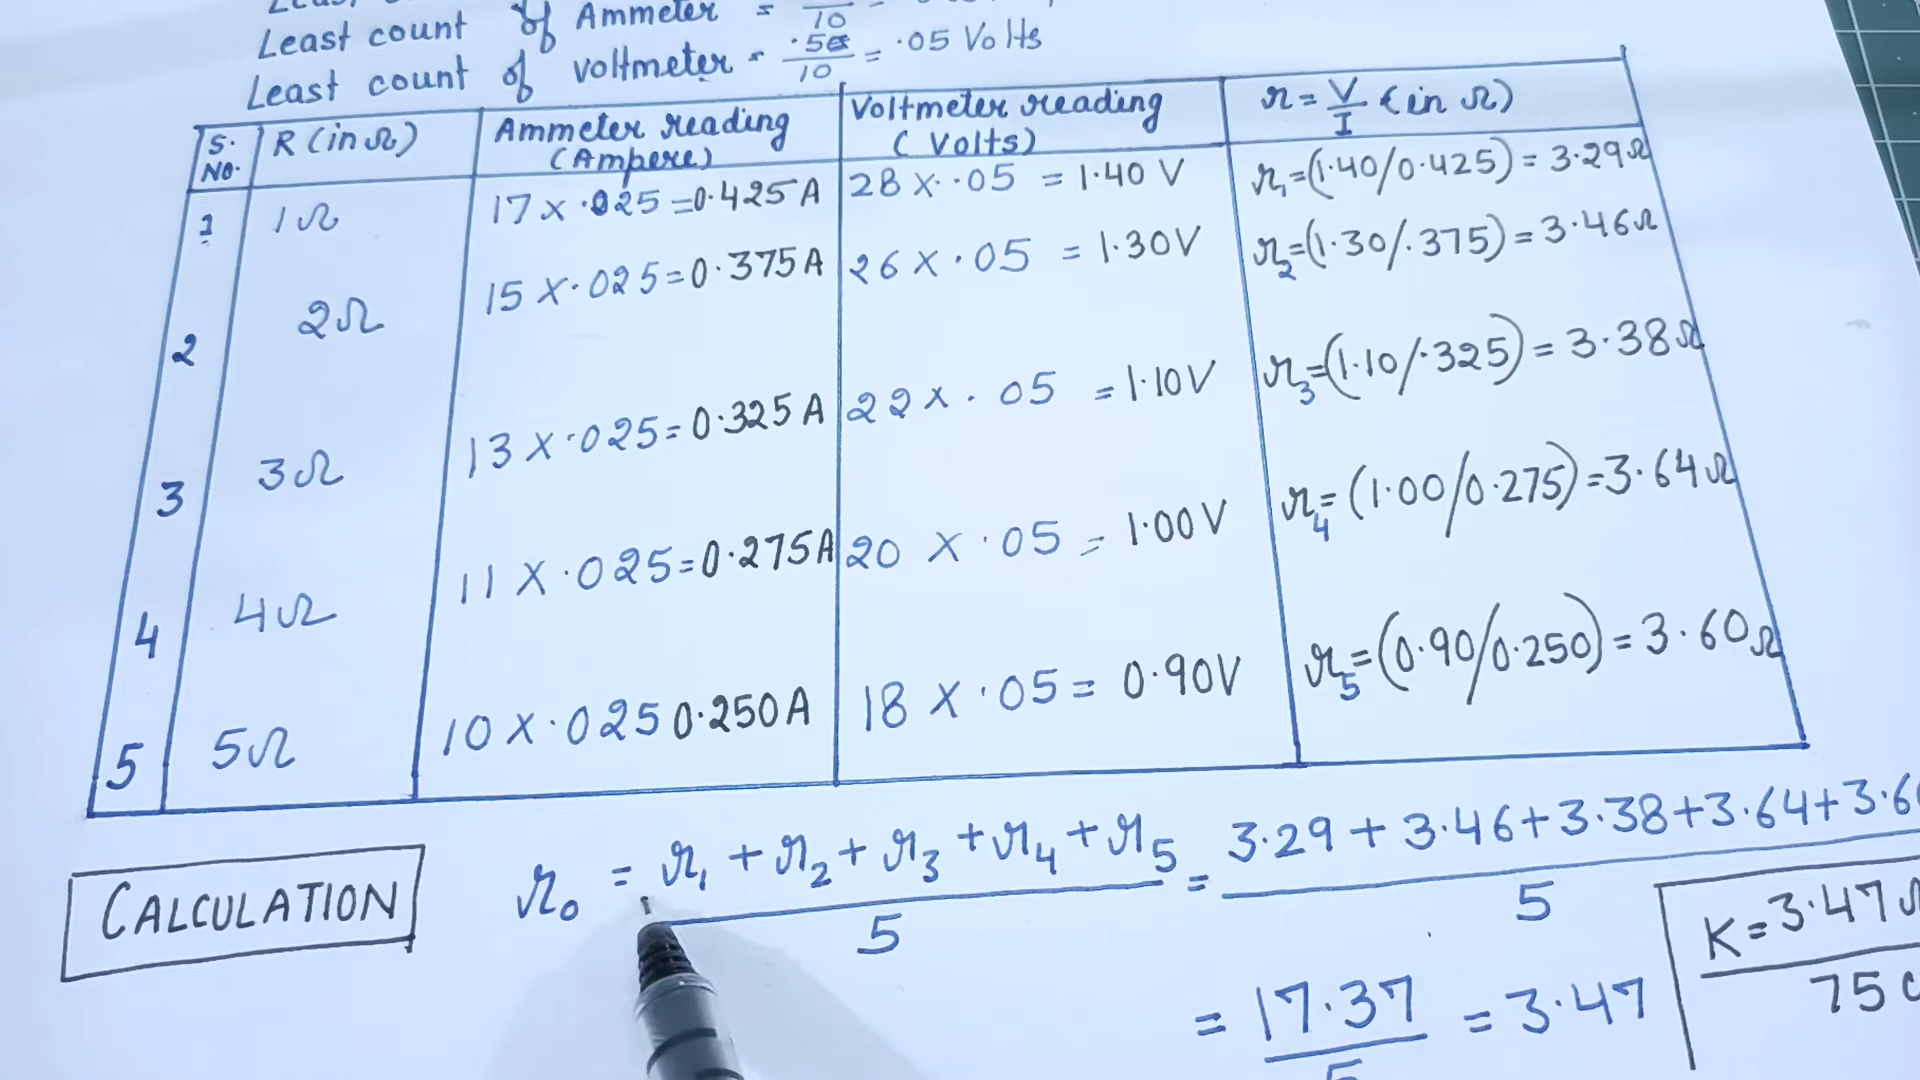 Least count of Ammeter = /10 =
Least count of voltmeter = .50/10 = .05 Volts
S. No. | R (in Ω) | Ammeter reading (Ampere) | Voltmeter reading (Volts) | r = V/I (in Ω)
1 | 1Ω | 17 x .025 = 0.425 A | 28 x .05 = 1.40 V | r₁=(1.40/0.425) = 3.29Ω
2 | 2Ω | 15 x .025 = 0.375 A | 26 x .05 = 1.30V | r₂=(1.30/.375) = 3.46Ω
3 | 3Ω | 13 x .025 = 0.325 A | 22 x .05 = 1.10V | r₃=(1.10/.325) = 3.38Ω
4 | 4Ω | 11 x .025 = 0.275A | 20 x .05 = 1.00V | r₄=(1.00/0.275) = 3.64Ω
5 | 5Ω | 10 x .025 0.250A | 18 x .05 = 0.90V | r₅=(0.90/0.250) = 3.60Ω
CALCULATION
r₀ = r₁ + r₂ + r₃ + r₄ + r₅ / 5 = 3.29 + 3.46 + 3.38 + 3.64 + 3.6 / 5
= 17.37 / 5 = 3.47
K = 3.47 Ω / 75 c